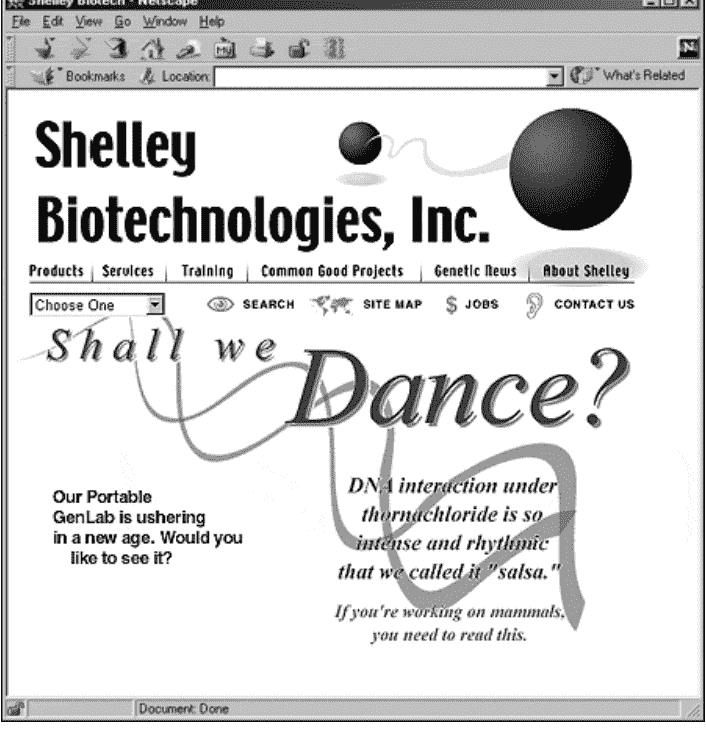 Shelley Biotech - Netscape
File Edit View Go Window Help
My
N
Bookmarks Location: What's Related
Shelley
Biotechnologies, Inc.
Products Services Training Common Good Projects Genetic News About Shelley
Choose One SEARCH SITE MAP $ JOBS CONTACT US
Shall we
Dance?
Our Portable
GenLab is ushering
in a new age. Would you
like to see it?
DNA interaction under
thornachloride is so
intense and rhythmic
that we called it "salsa."
If you're working on mammals,
you need to read this.
Document: Done